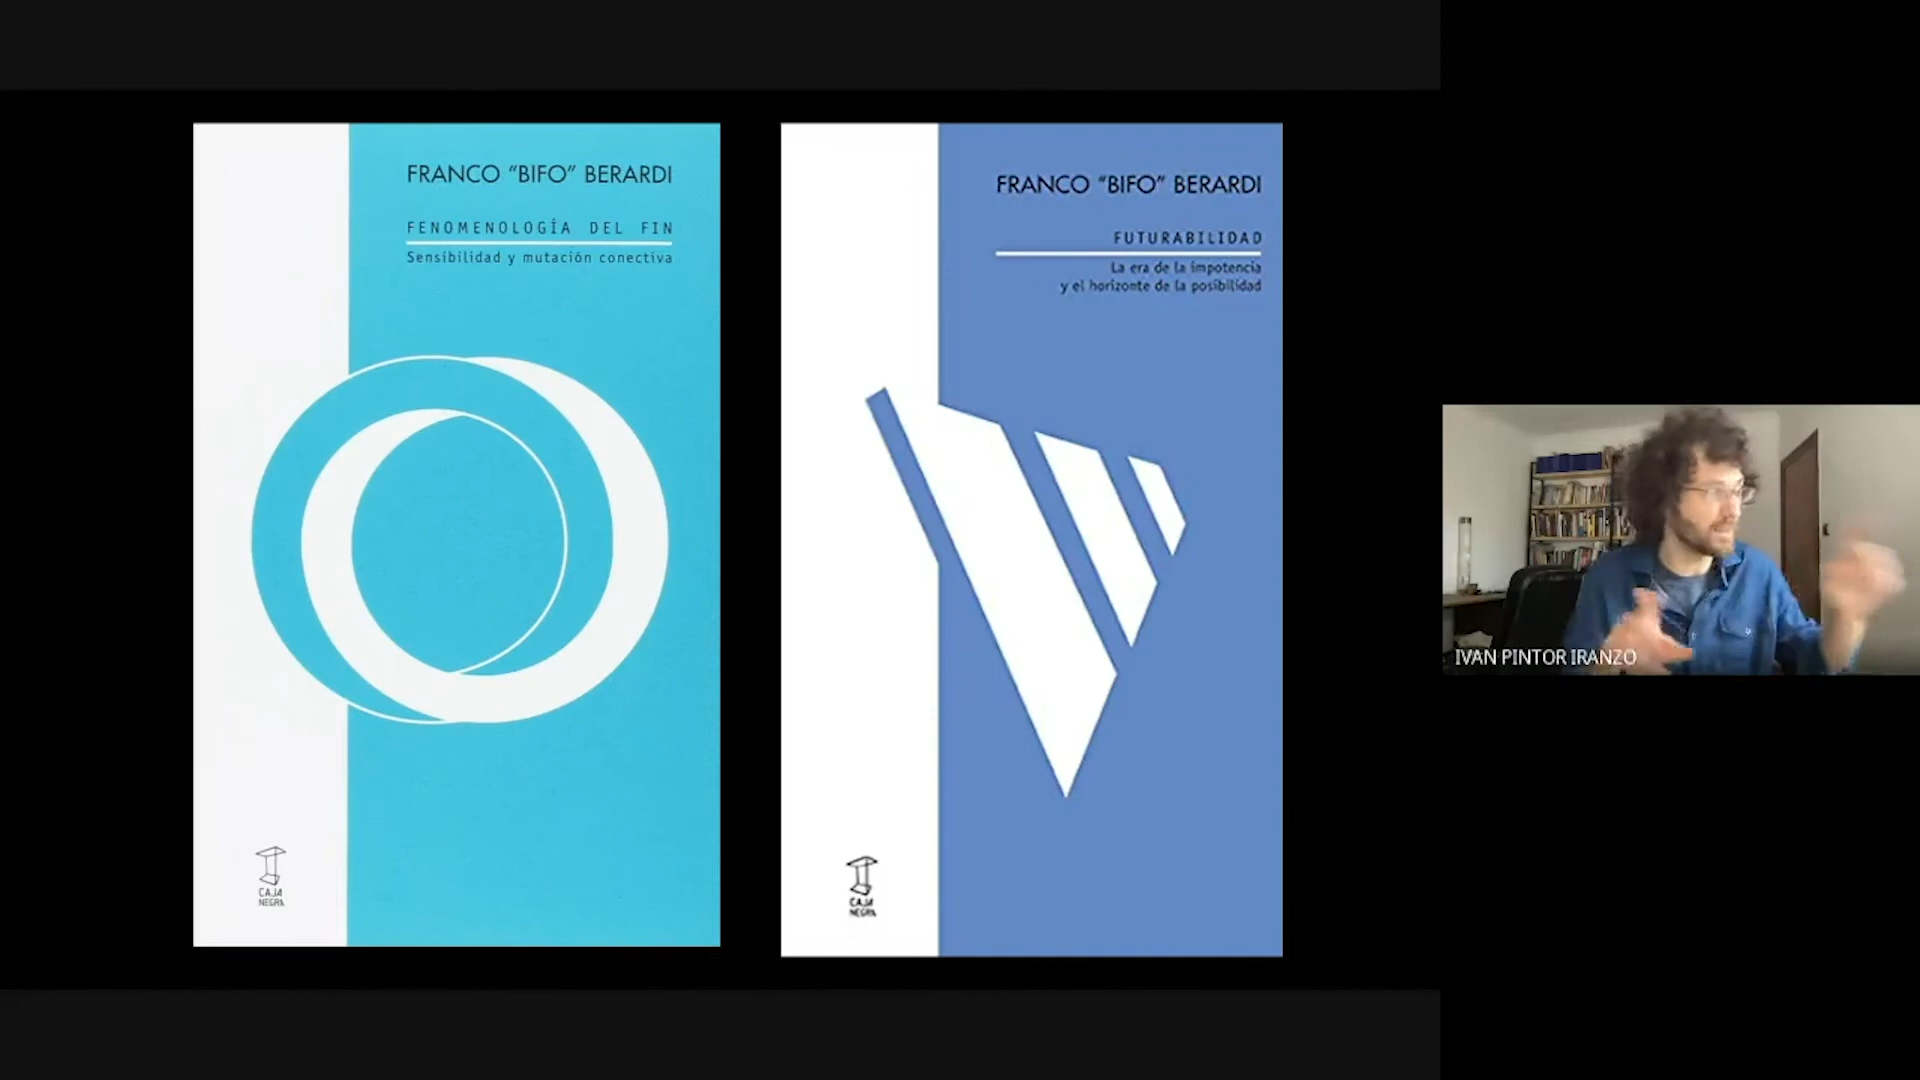 FRANCO “BIFO” BERARDI
FENOMENOLOGÍA DEL FIN
Sensibilidad y mutación conectiva
CAJA
NEGRA
FRANCO “BIFO” BERARDI
FUTURABILIDAD
La era de la impotencia
y el horizonte de la posibilidad
CAJA
NEGRA
IVAN PINTOR IRANZO